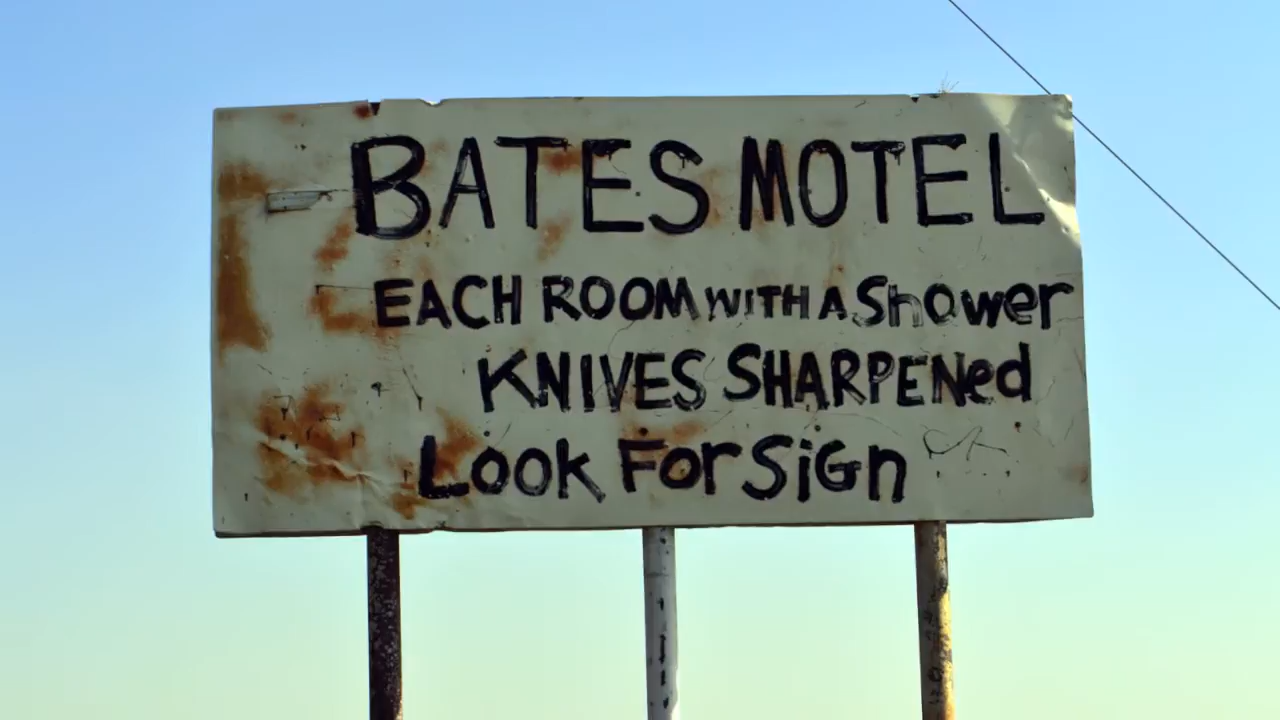 BATES MOTEL
EACH ROOM WITH A Shower
KNIVES SHARPENed
Look For SiGn